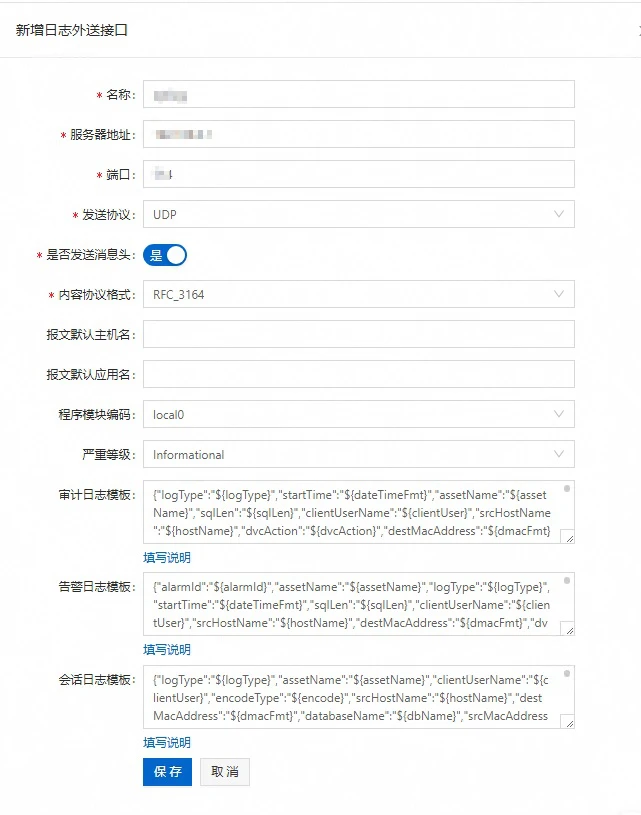 新增日志外送接口
* 名称:
* 服务器地址:
* 端口:
* 发送协议: UDP
* 是否发送消息头: 是
* 内容协议格式: RFC_3164
报文默认主机名:
报文默认应用名:
程序模块编码: local0
严重等级: Informational
审计日志模板: {"logType":"${logType}","startTime":"${dateTimeFmt}","assetName":"${asset
Name}","sqlLen":"${sqlLen}","clientUserName":"${clientUser}","srcHostName
":"${hostName}","dvcAction":"${dvcAction}","destMacAddress":"${dmacFmt}
填写说明
告警日志模板: {"alarmId":"${alarmId}","assetName":"${assetName}","logType":"${logType}",
"startTime":"${dateTimeFmt}","sqlLen":"${sqlLen}","clientUserName":"${clien
tUser}","srcHostName":"${hostName}","destMacAddress":"${dmacFmt}","dv
填写说明
会话日志模板: {"logType":"${logType}","assetName":"${assetName}","clientUserName":"${c
lientUser}","encodeType":"${encode}","srcHostName":"${hostName}","dest
MacAddress":"${dmacFmt}","databaseName":"${dbName}","srcMacAddress
填写说明
保存 取消